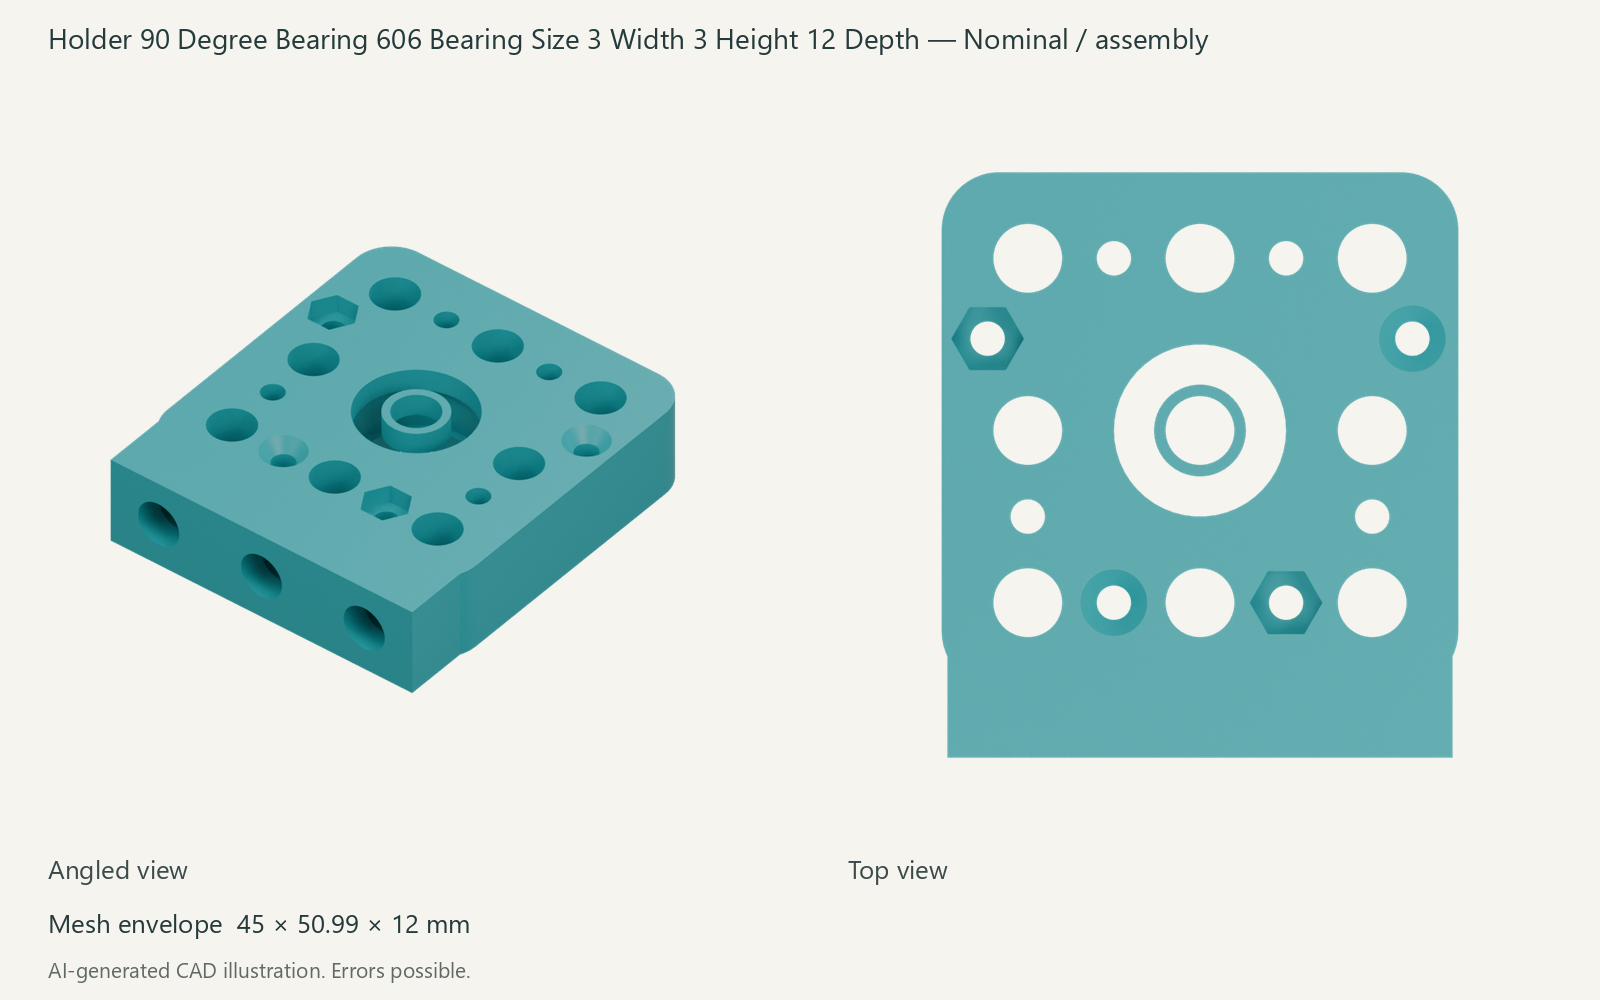 Holder 90 Degree Bearing 606 Bearing Size 3 Width 3 Height 12 Depth — Nominal / assembly
Angled view
Top view
Mesh envelope  45 × 50.99 × 12 mm
AI-generated CAD illustration. Errors possible.